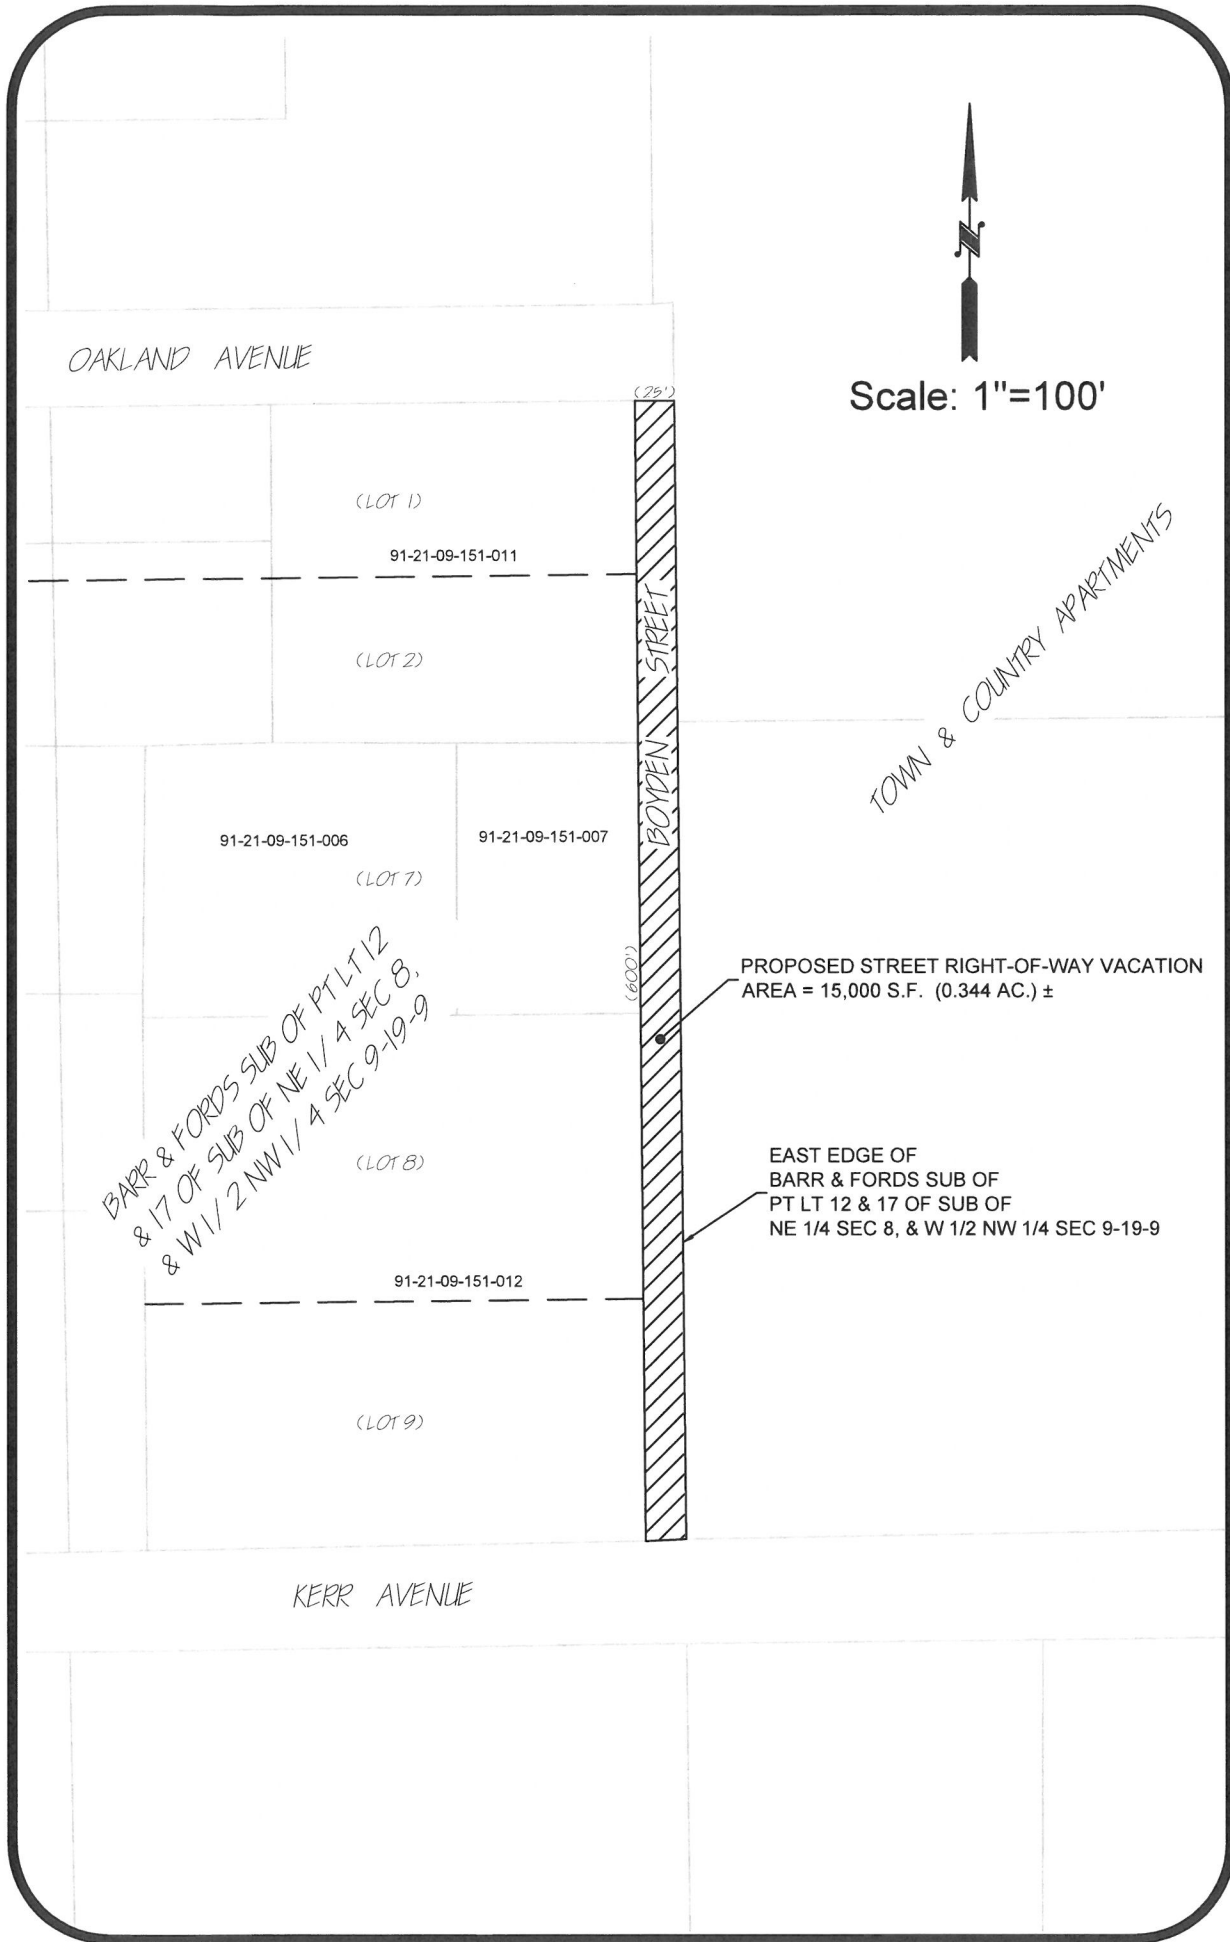 N
Scale: 1"=100'
OAKLAND AVENUE
(25')
(LOT 1)
91-21-09-151-011
(LOT 2)
BOYDEN STREET
TOWN & COUNTRY APARTMENTS
91-21-09-151-006
91-21-09-151-007
(LOT 7)
(600')
PROPOSED STREET RIGHT-OF-WAY VACATION
AREA = 15,000 S.F. (0.344 AC.) ±
BARR & FORDS SUB OF PT LT 12
& 17 OF SUB OF NE 1/4 SEC 8,
& W 1/2 NW 1/4 SEC 9-19-9
(LOT 8)
EAST EDGE OF
BARR & FORDS SUB OF
PT LT 12 & 17 OF SUB OF
NE 1/4 SEC 8, & W 1/2 NW 1/4 SEC 9-19-9
91-21-09-151-012
(LOT 9)
KERR AVENUE